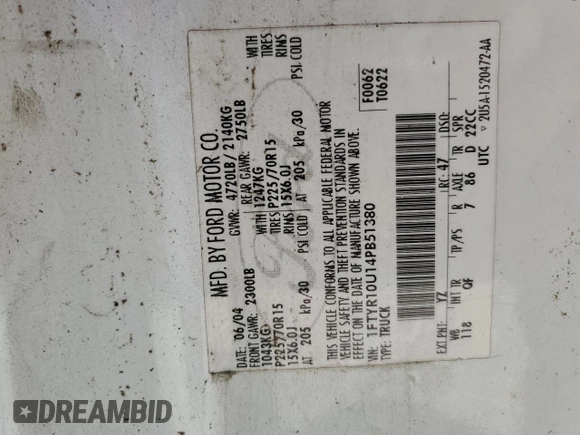 MFD. BY FORD MOTOR CO.
DATE: 06/04 GVWR: 4720LB / 2140KG
FRONT GAWR: 2300LB REAR GAWR: 2750LB
1043KG WITH 1247KG WITH
P225/70R15 TIRES P225/70R15 TIRES
15X6.0J RIMS 15X6.0J RIMS
AT 205 kPa/30 PSI COLD AT 205 kPa/30 PSI COLD
THIS VEHICLE CONFORMS TO ALL APPLICABLE FEDERAL MOTOR
VEHICLE SAFETY AND THEFT PREVENTION STANDARDS IN
EFFECT ON THE DATE OF MANUFACTURE SHOWN ABOVE.
VIN: 1FTYR10U14PB51380 F0062
TYPE: TRUCK T0622
EXT PNT: YZ RC: 47 DSO:
WB INT TR TP/PS R AXLE TR SPR
118 QF 7 86 D 22CC
UTC 2U5A-1520472-AA
DREAMBID